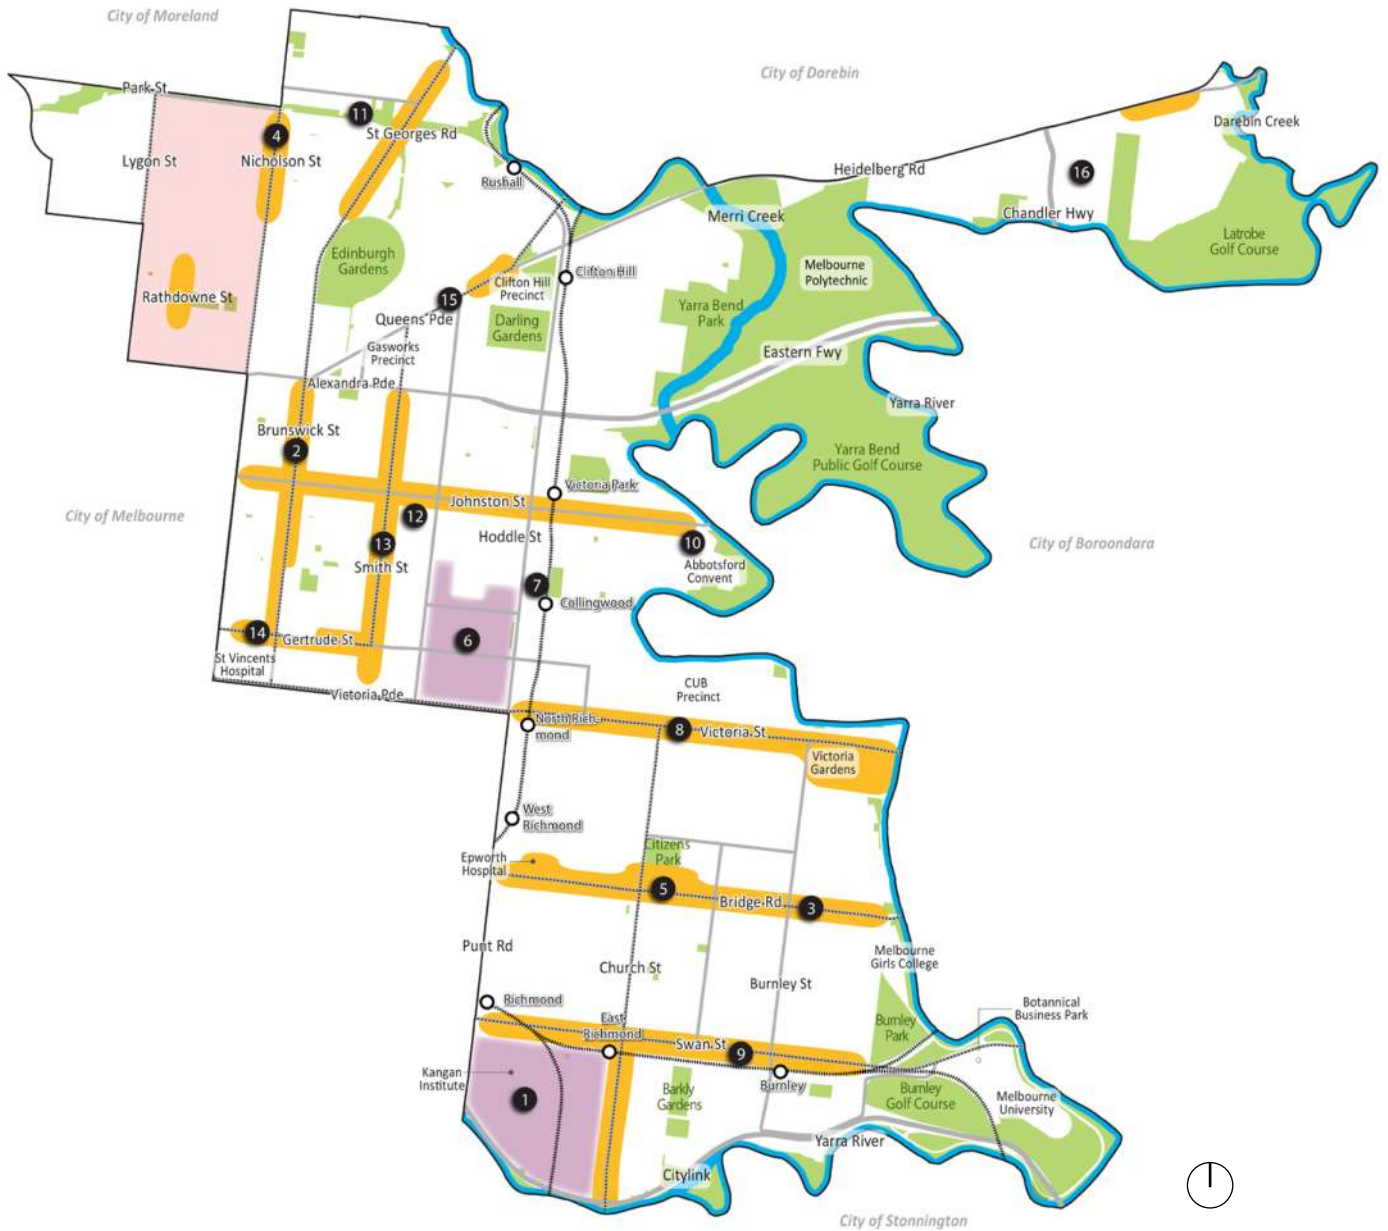 City of Moreland
City of Darebin
Park St
11
St Georges Rd
4
Lygon St
Nicholson St
Rushall
Darebin Creek
Heidelberg Rd
16
Merri Creek
Chandler Hwy
Latrobe
Golf Course
Edinburgh
Gardens
Melbourne
Polytechnic
Clifton Hill
Clifton Hill
Precinct
Rathdowne St
15
Yarra Bend
Park
Queens Pde
Darling
Gardens
Gasworks
Precinct
Eastern Fwy
Alexandra Pde
Yarra River
Brunswick St
2
Yarra Bend
Public Golf Course
Victoria Park
Johnston St
City of Melbourne
12
Hoddle St
13
10
City of Boroondara
Smith St
Abbotsford
Convent
7
Collingwood
14
Gertrude St
6
St Vincents
Hospital
CUB
Precinct
Victoria Pde
North Rich-
mond
8
Victoria St
Victoria
Gardens
West
Richmond
Citizens
Park
Epworth
Hospital
5
Bridge Rd
3
Punt Rd
Melbourne
Girls College
Church St
Burnley St
Richmond
Botannical
Business Park
East
Richmond
Burnley
Park
Swan St
9
Kangan
Institute
Burnley
1
Barkly
Gardens
Burnley
Golf Course
Melbourne
University
Yarra River
Citylink
City of Stonnington